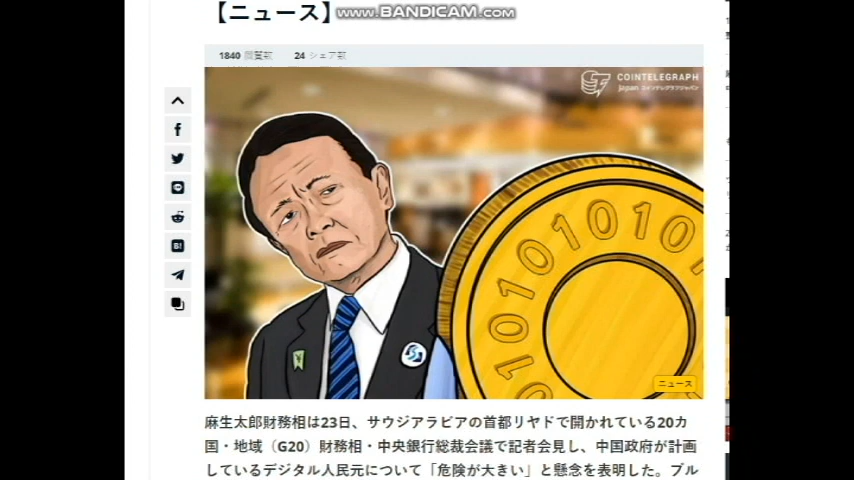 【ニュース】
www.BANDICAM.com
1840 閲覧数 24 シェア数
COINTELEGRAPH
Japan コインテレグラフジャパン
1010101
101010
ニュース
麻生太郎財務相は23日、サウジアラビアの首都リヤドで開かれている20カ
国・地域（G20）財務相・中央銀行総裁会議で記者会見し、中国政府が計画
しているデジタル人民元について「危険が大きい」と懸念を表明した。ブル